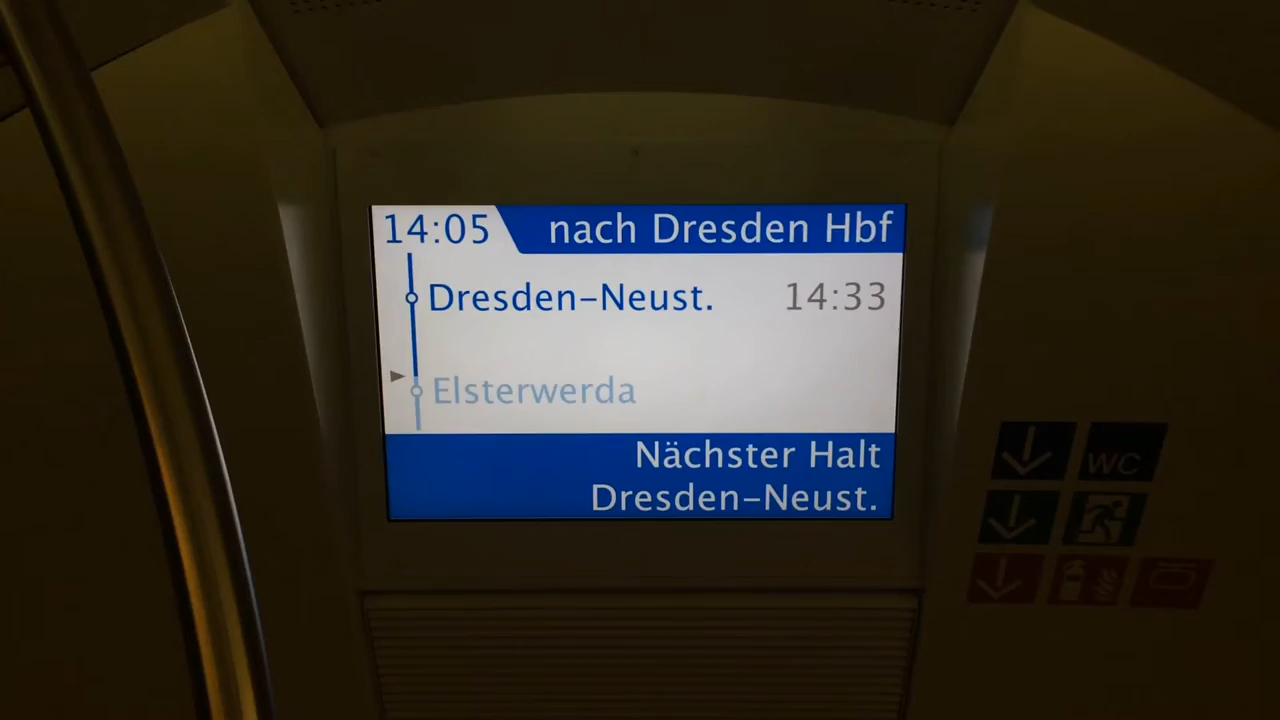 14:05 nach Dresden Hbf
Dresden-Neust. 14:33
Elsterwerda
Nächster Halt
Dresden-Neust.
WC